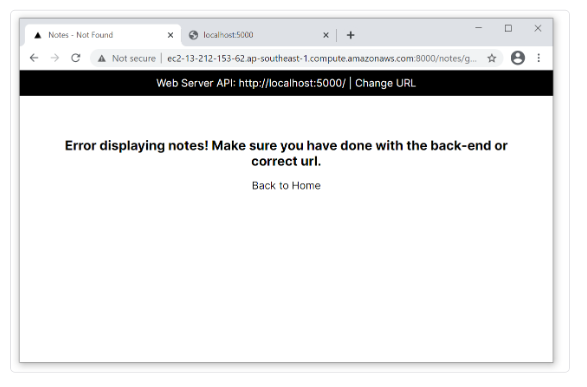 Notes - Not Found
localhost:5000
Not secure | ec2-13-212-153-62.ap-southeast-1.compute.amazonaws.com:8000/notes/g...
Web Server API: http://localhost:5000/ | Change URL
Error displaying notes! Make sure you have done with the back-end or
correct url.
Back to Home